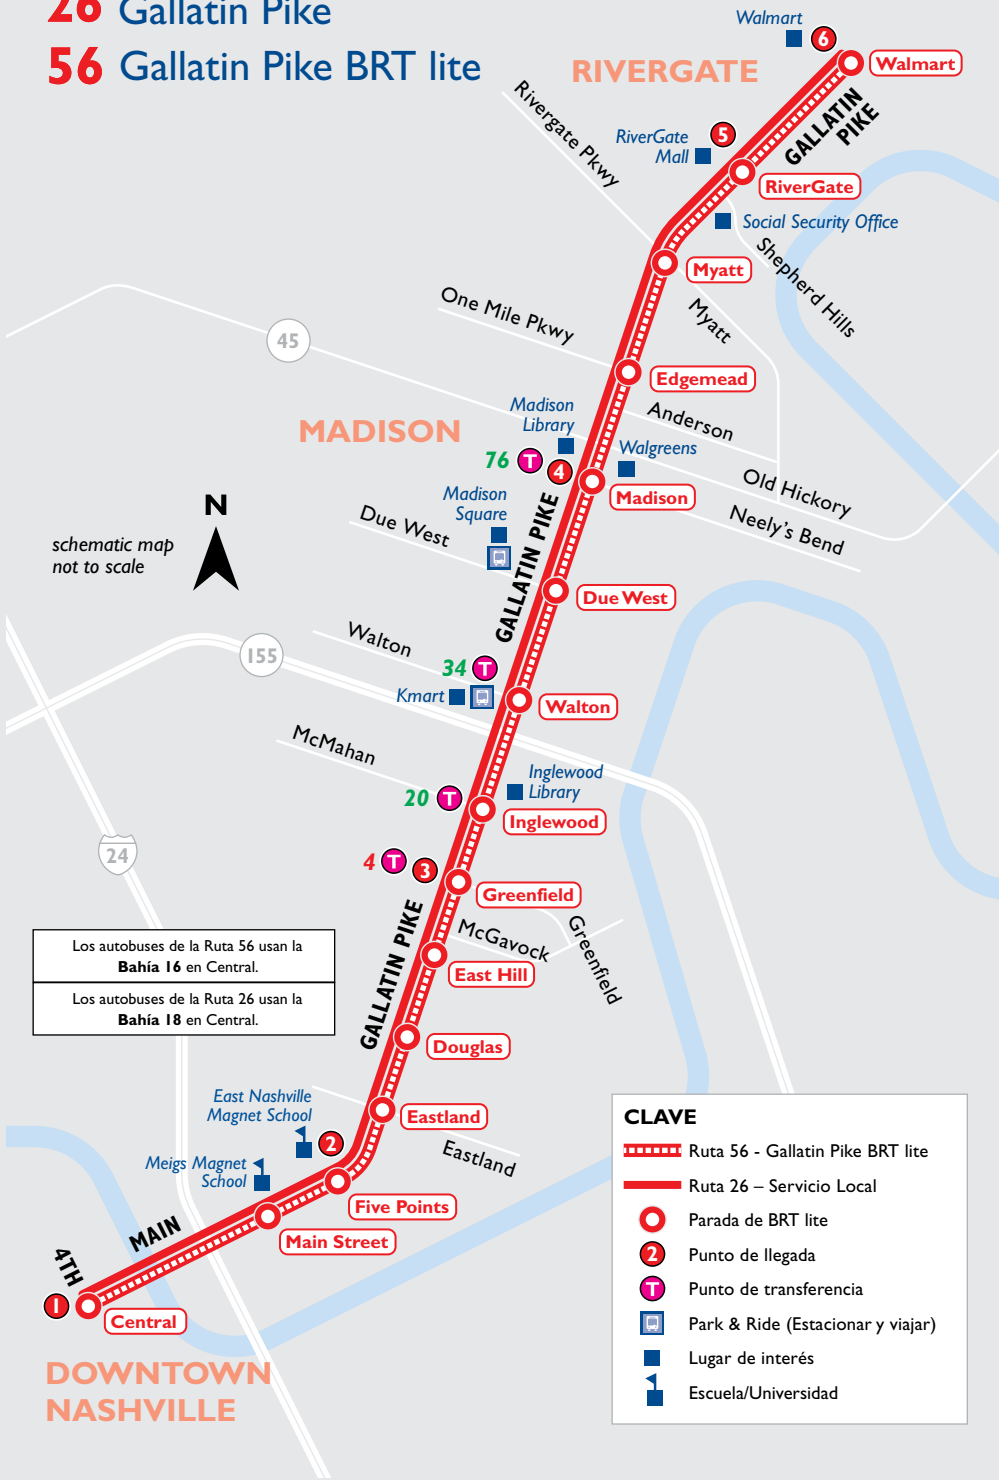 26 Gallatin Pike
56 Gallatin Pike BRT lite
Walmart
6
Walmart
RIVERGATE
GALLATIN
PIKE
Rivergate Pkwy
5
RiverGate
Mall
RiverGate
Social Security Office
Shepherd Hills
Myatt
Myatt
One Mile Pkwy
45
Edgemead
Madison
Library
Anderson
MADISON
Walgreens
76 T
4
Old Hickory
Madison
Madison
Square
N
Due West
Neely's Bend
schematic map
not to scale
GALLATIN PIKE
Due West
Walton
155
34 T
Kmart
Walton
McMahan
Inglewood
Library
20 T
Inglewood
24
4 T
3
Greenfield
GALLATIN PIKE
McGavock
Greenfield
East Hill
Los autobuses de la Ruta 56 usan la
Bahía 16 en Central.
Los autobuses de la Ruta 26 usan la
Bahía 18 en Central.
Douglas
East Nashville
Magnet School
Eastland
2
Eastland
Meigs Magnet
School
Five Points
Main Street
MAIN
4TH
1
Central
DOWNTOWN
NASHVILLE
CLAVE
Ruta 56 - Gallatin Pike BRT lite
Ruta 26 – Servicio Local
Parada de BRT lite
2 Punto de llegada
T Punto de transferencia
Park & Ride (Estacionar y viajar)
Lugar de interés
Escuela/Universidad